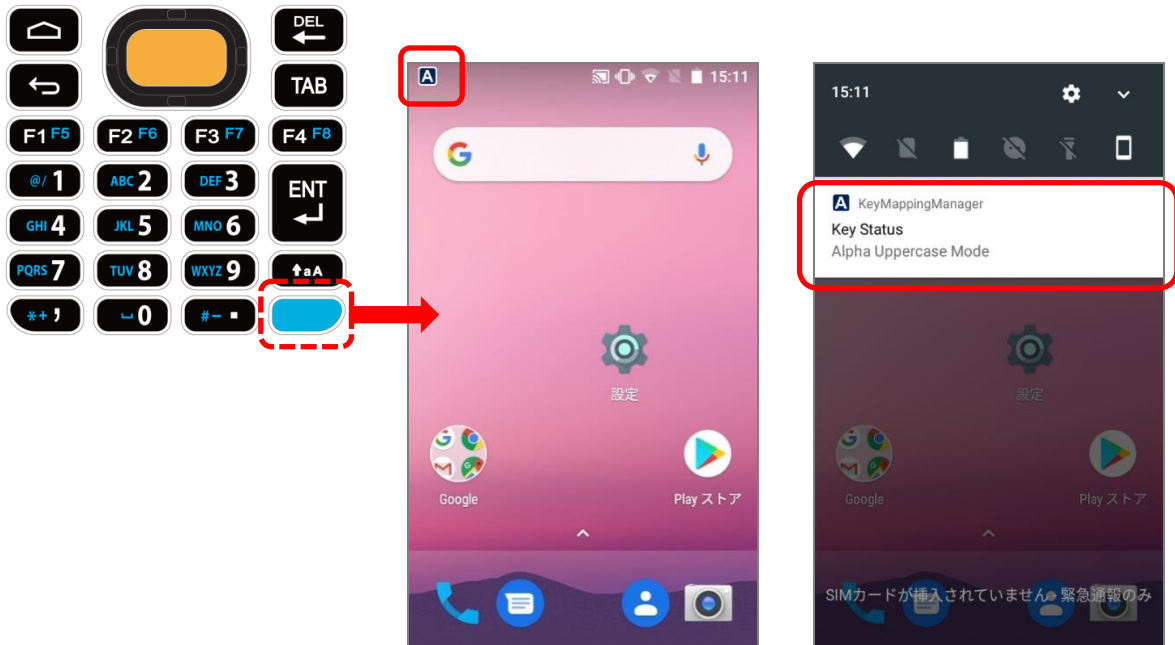 DEL
TAB
F1 F5
F2 F6
F3 F7
F4 F8
@/ 1
ABC 2
DEF 3
ENT
GHI 4
JKL 5
MNO 6
PQRS 7
TUV 8
WXYZ 9
aA
*+ ,
0
#- .
A
15:11
G
設定
Google
Play ストア
15:11
A KeyMappingManager
Key Status
Alpha Uppercase Mode
設定
Google
Play ストア
SIMカードが挿入されていません - 緊急通報のみ